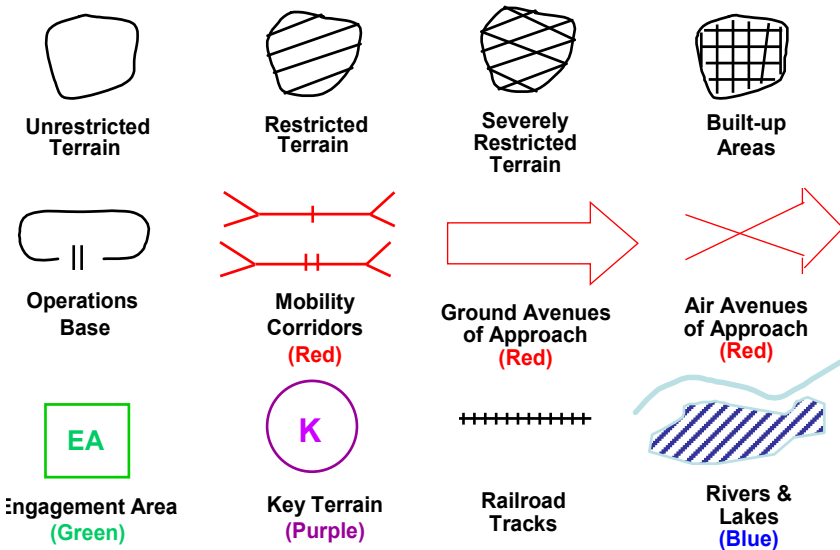 Unrestricted
Terrain
Restricted
Terrain
Severely
Restricted
Terrain
Built-up
Areas
Operations
Base
Mobility
Corridors
(Red)
Ground Avenues
of Approach
(Red)
Air Avenues
of Approach
(Red)
EA
Engagement Area
(Green)
K
Key Terrain
(Purple)
Railroad
Tracks
Rivers &
Lakes
(Blue)